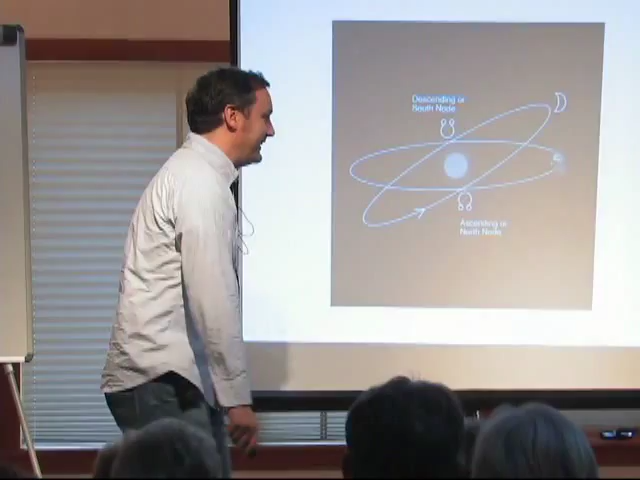 Descending or
South Node
Ascending or
North Node